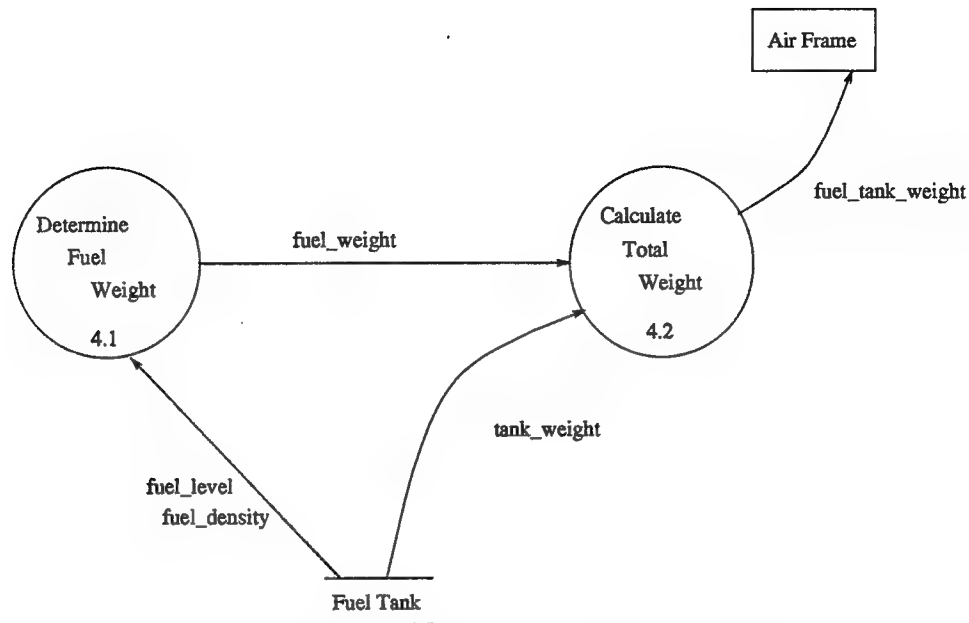 Air Frame
fuel_tank_weight
Determine
Fuel
Weight
4.1
fuel_weight
Calculate
Total
Weight
4.2
tank_weight
fuel_level
fuel_density
Fuel Tank